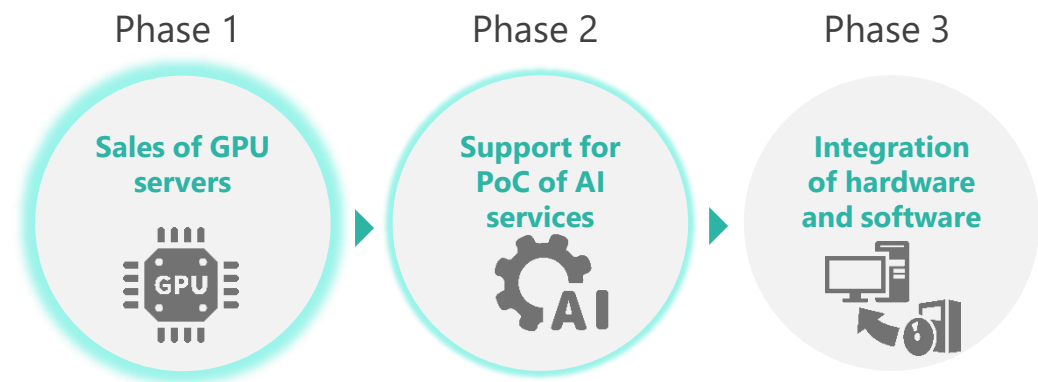 Phase 1
Phase 2
Phase 3
Sales of GPU
servers
Support for
PoC of AI
services
Integration
of hardware
and software
GPU
AI